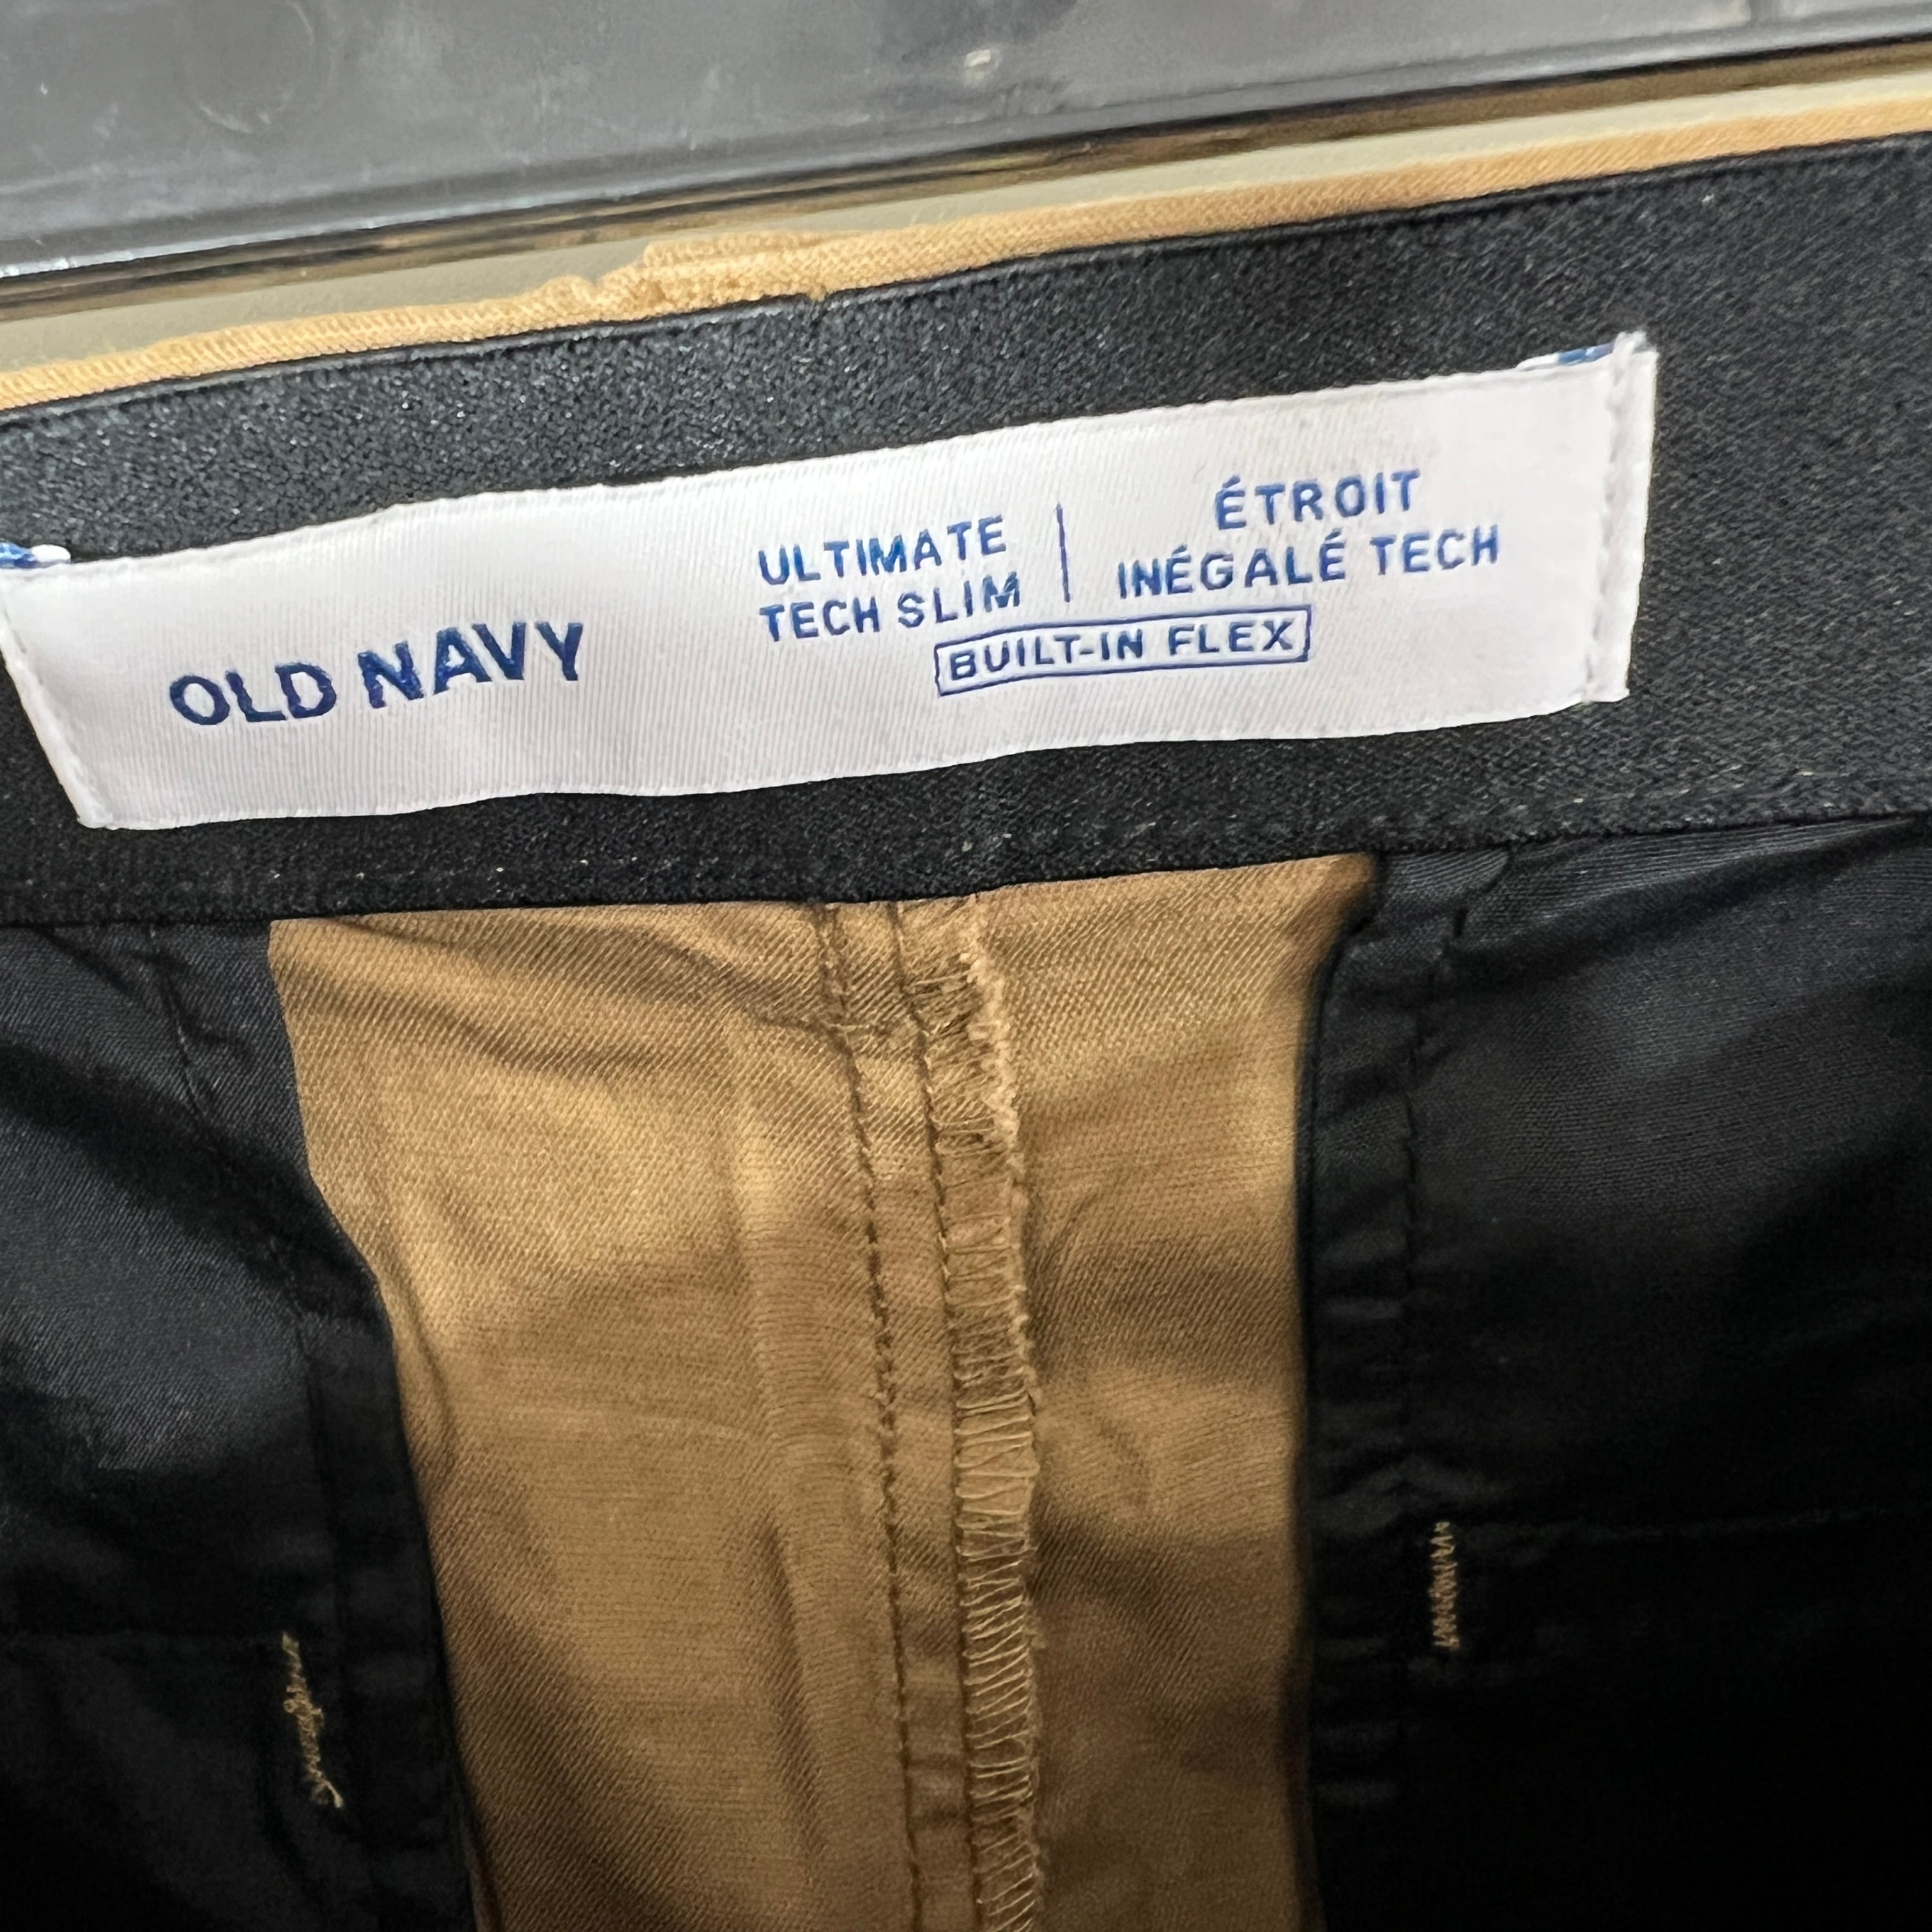 OLD NAVY
ULTIMATE
TECH SLIM
ÉTROIT
INÉGALÉ TECH
BUILT-IN FLEX